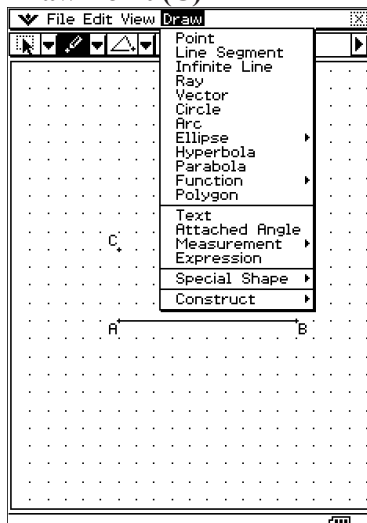 File Edit View Draw
Point
Line Segment
Infinite Line
Ray
Vector
Circle
Arc
Ellipse
Hyperbola
Parabola
Function
Polygon
Text
Attached Angle
Measurement
Expression
Special Shape
Construct
C
A B